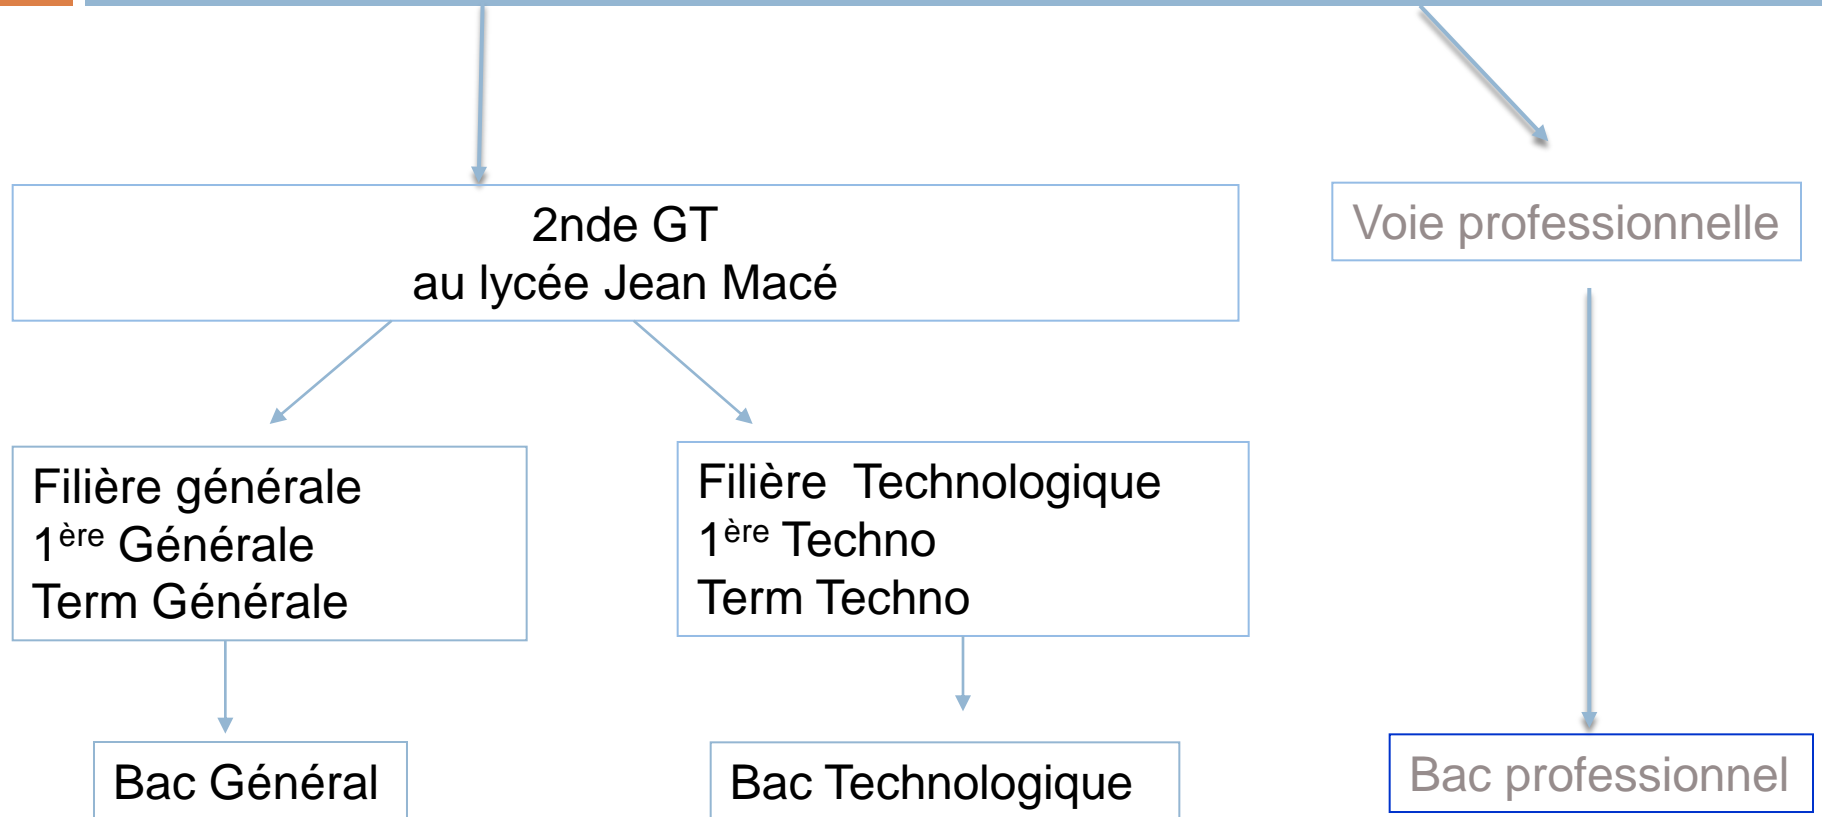 2nde GT
au lycée Jean Macé
Voie professionnelle
Filière générale
1ère Générale
Term Générale
Filière  Technologique
1ère Techno
Term Techno
Bac Général
Bac Technologique
Bac professionnel